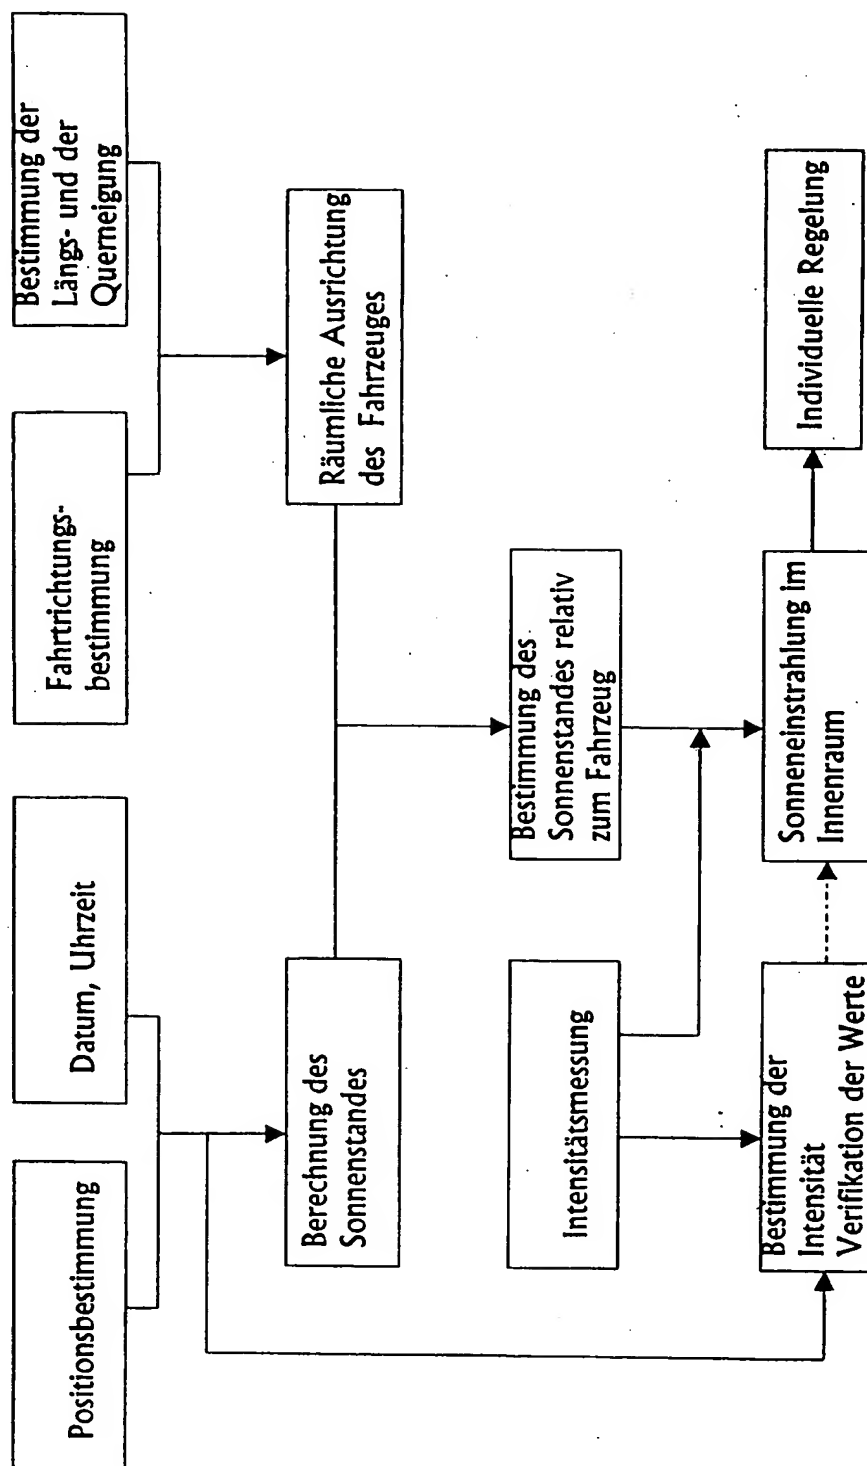 Positionsbestimmung
Datum, Uhrzeit
Fahrtrichtungs-
bestimmung
Bestimmung der
Längs- und der
Querneigung
Berechnung des
Sonnenstandes
Räumliche Ausrichtung
des Fahrzeuges
Intensitätsmessung
Bestimmung des
Sonnenstandes relativ
zum Fahrzeug
Bestimmung der
Intensität
Verifikation der Werte
Sonneneinstrahlung im
Innenraum
Individuelle Regelung